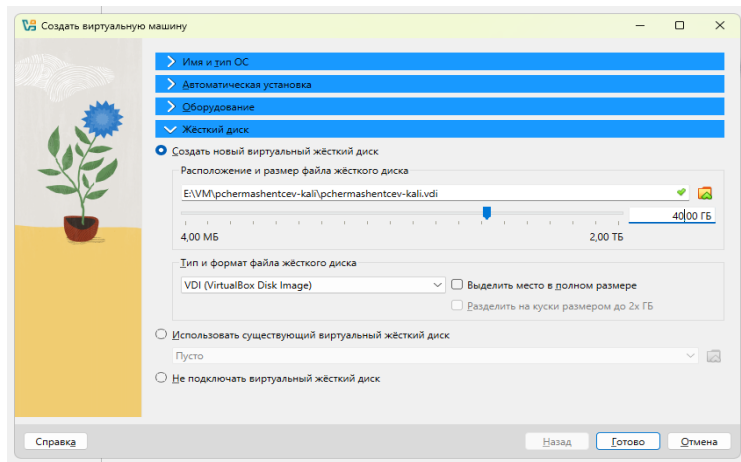 Создать виртуальную машину
Имя и тип ОС
Автоматическая установка
Оборудование
Жёсткий диск
Создать новый виртуальный жёсткий диск
Расположение и размер файла жёсткого диска
E:\VM\pchermashentcev-kali\pchermashentcev-kali.vdi
40,00 ГБ
4,00 МБ 2,00 ТБ
Тип и формат файла жёсткого диска
VDI (VirtualBox Disk Image) Выделить место в полном размере
Разделить на куски размером до 2х ГБ
Использовать существующий виртуальный жёсткий диск
Пусто
Не подключать виртуальный жёсткий диск
Справка Назад Готово Отмена